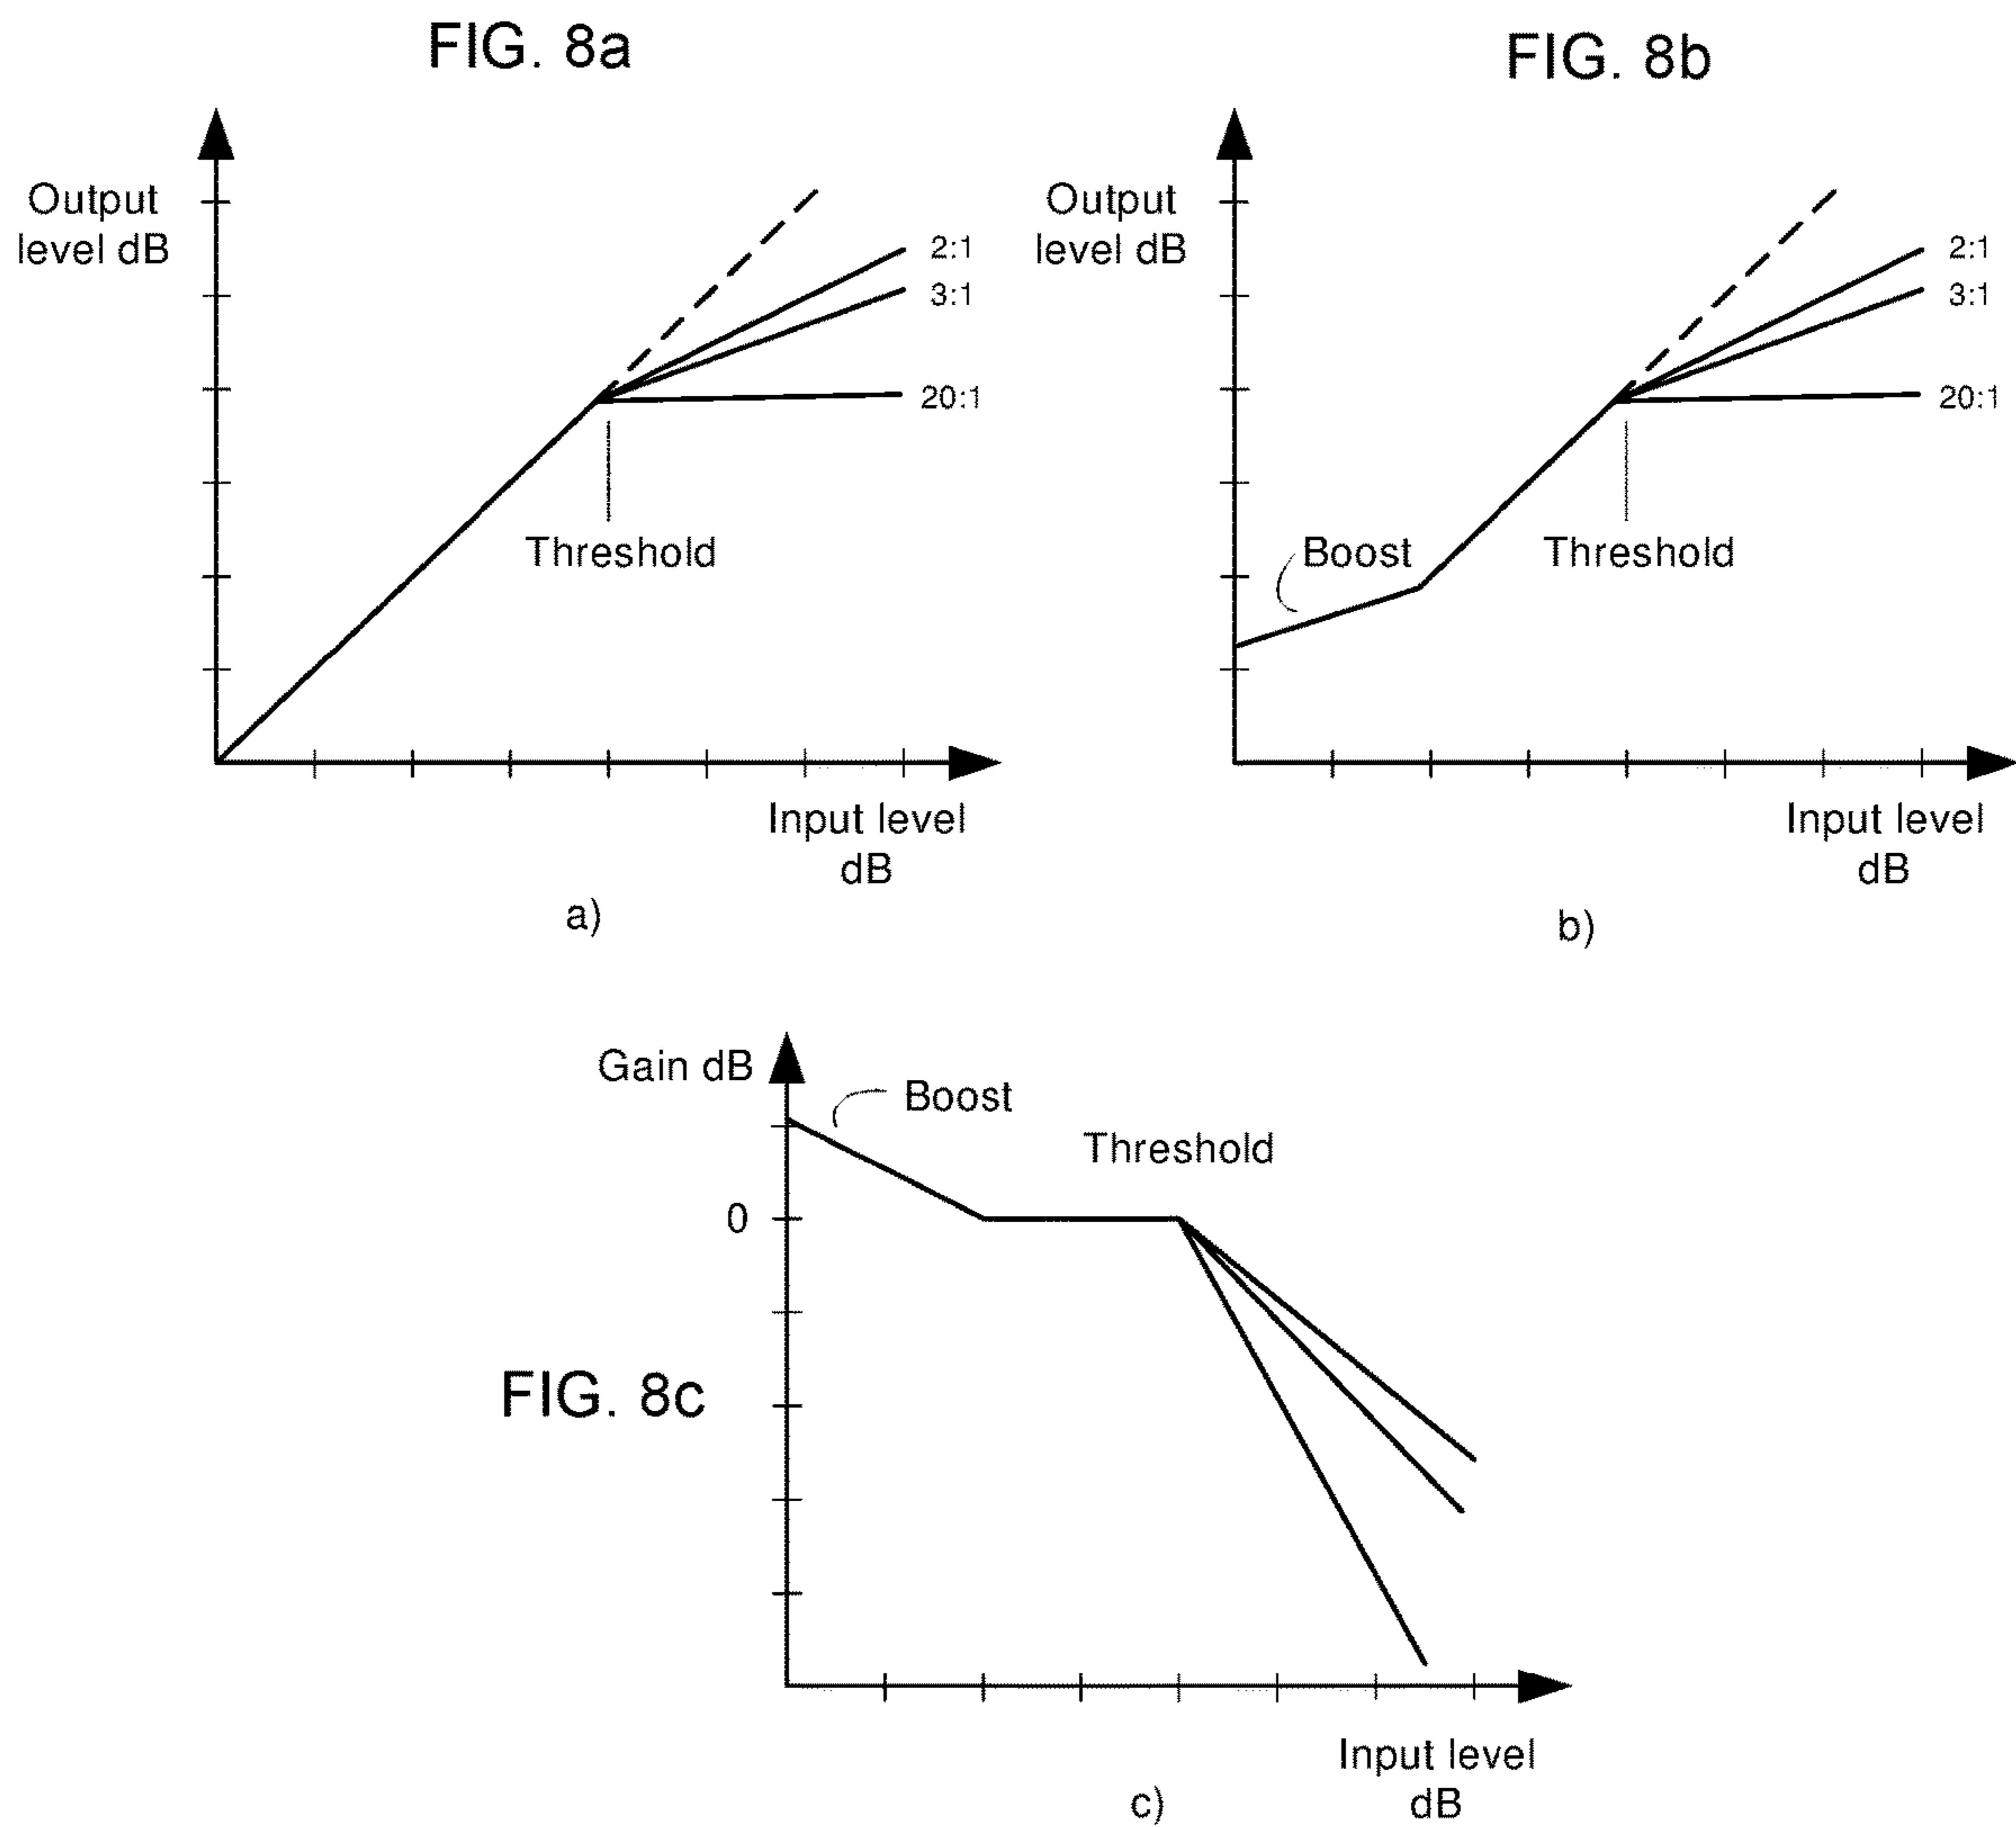 FIG. 8a
Output
level dB
2:1
3:1
20:1
Threshold
Input level
dB
a)
FIG. 8b
Output
level dB
2:1
3:1
20:1
Boost
Threshold
Input level
dB
b)
FIG. 8c
Gain dB
Boost
Threshold
0
Input level
dB
c)